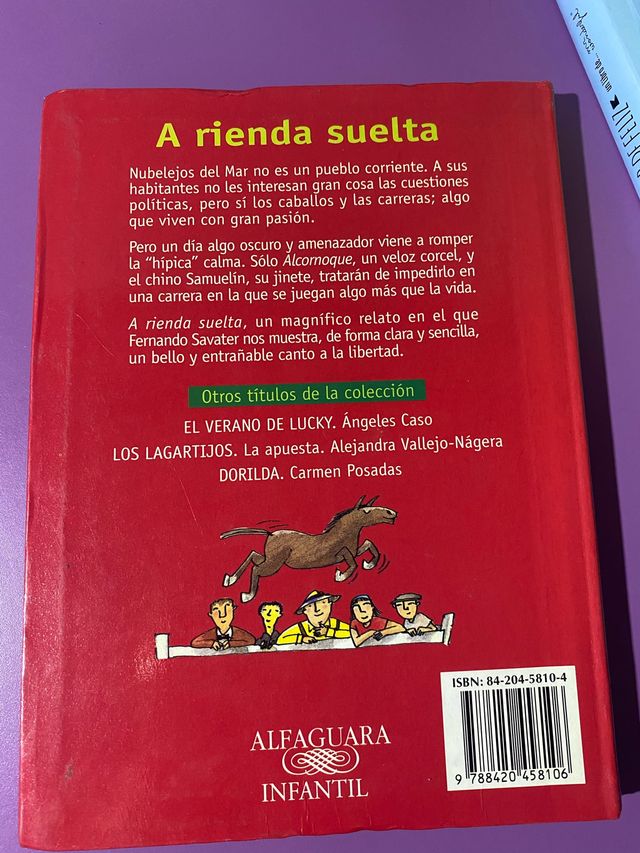 A rienda suelta
Nubelejos del Mar no es un pueblo corriente. A sus
habitantes no les interesan gran cosa las cuestiones
políticas, pero sí los caballos y las carreras; algo
que viven con gran pasión.
Pero un día algo oscuro y amenazador viene a romper
la “hípica” calma. Sólo Alcornoque, un veloz corcel, y
el chino Samuelín, su jinete, tratarán de impedirlo en
una carrera en la que se juegan algo más que la vida.
A rienda suelta, un magnífico relato en el que
Fernando Savater nos muestra, de forma clara y sencilla,
un bello y entrañable canto a la libertad.
Otros títulos de la colección
EL VERANO DE LUCKY. Ángeles Caso
LOS LAGARTIJOS. La apuesta. Alejandra Vallejo-Nágera
DORILDA. Carmen Posadas
ISBN: 84-204-5810-4
9 788420 458106
ALFAGUARA
INFANTIL
un libro de